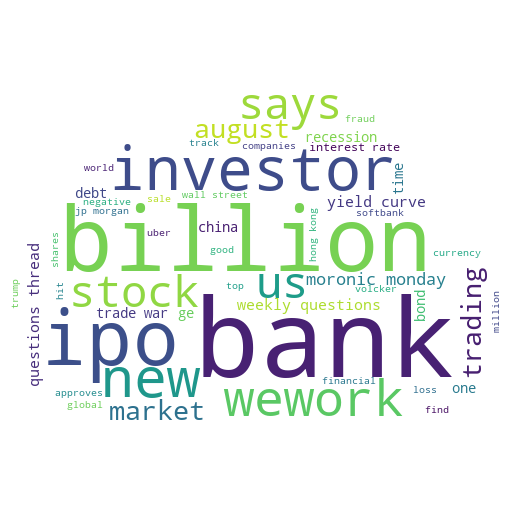 says
fraud
august
recession
track
companies
interest rate
investor
world
time
debt
wall street
negative
sale
yield curve
jp morgan
softbank
billion
uber
china
hong kong
shares
good
currency
questions thread
trump
hit
stock
us
top
moronic monday
volcker
bond
trading
million
weekly questions
trade war
ge
ipo
bank
new
financial
approves
loss
one
wework
market
global
find